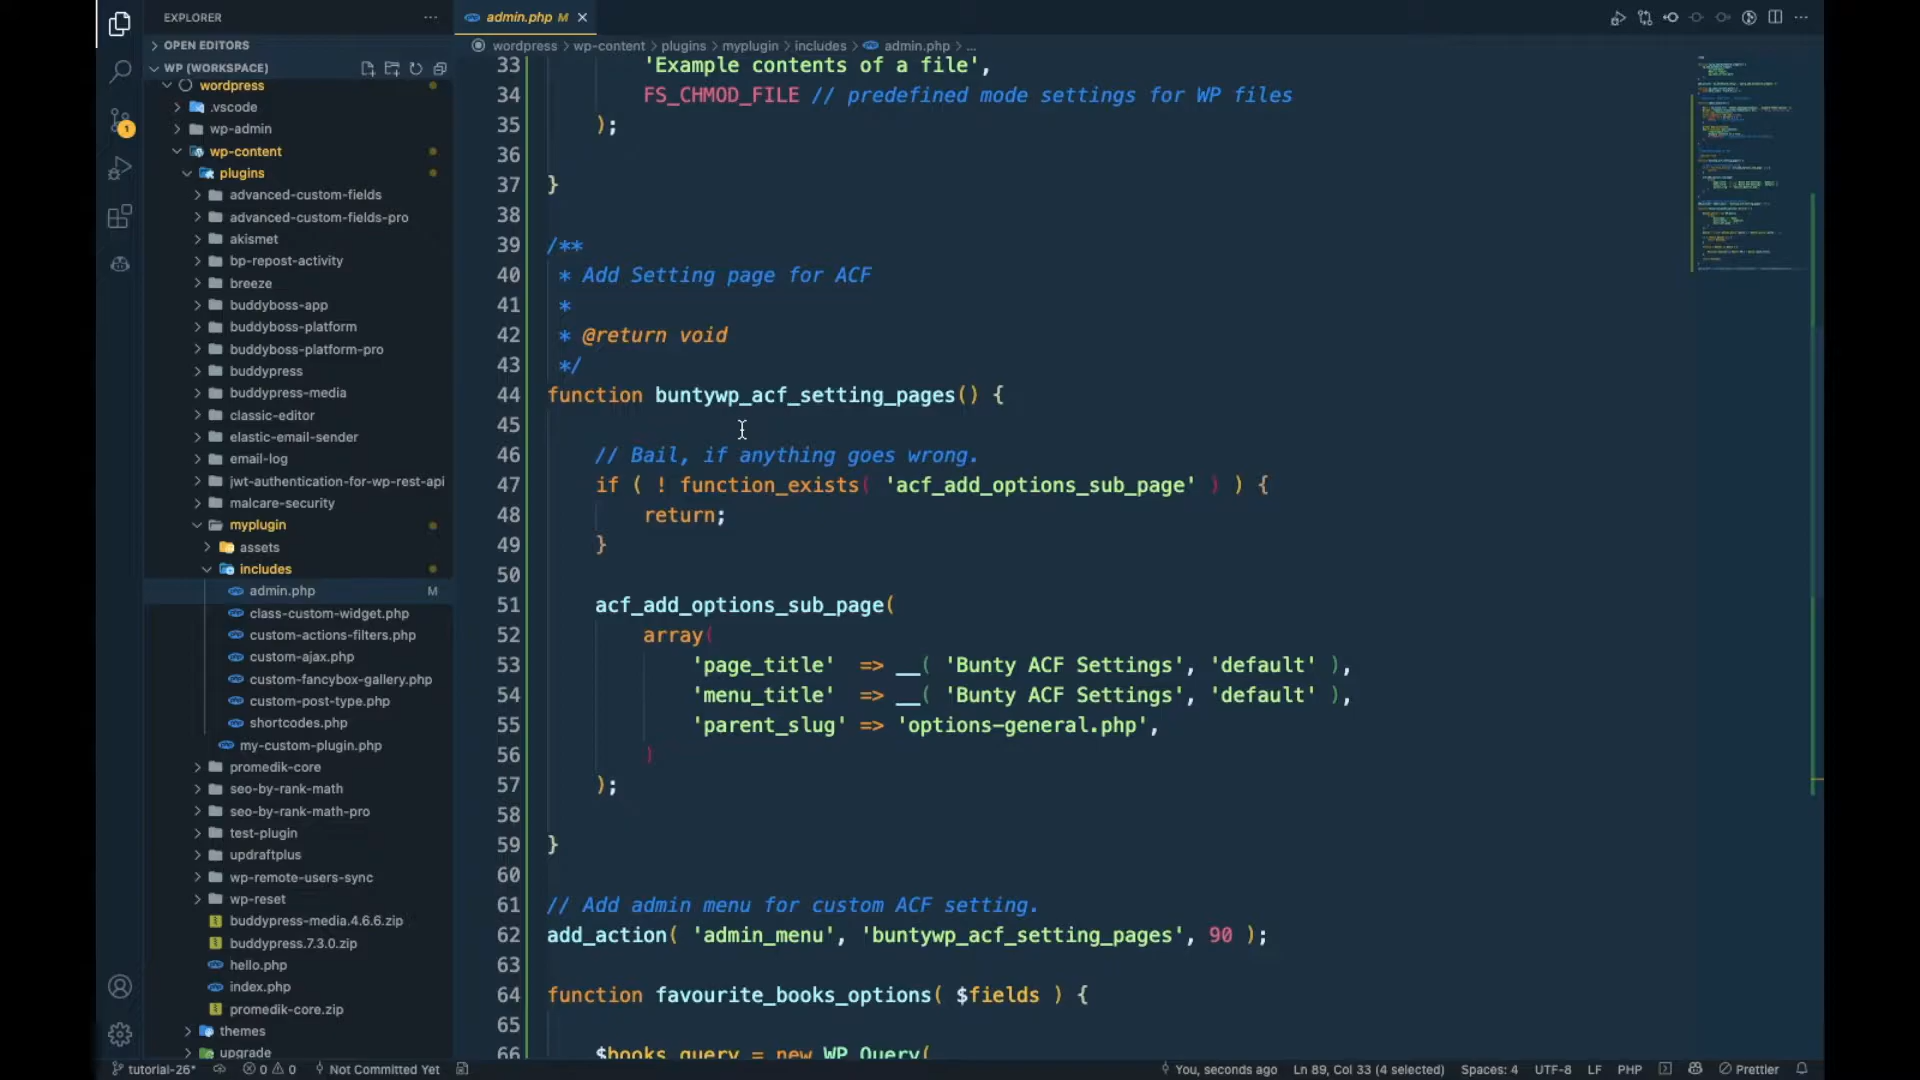 EXPLORER
OPEN EDITORS
WP (WORKSPACE)
wordpress
.vscode
wp-admin
wp-content
plugins
advanced-custom-fields
advanced-custom-fields-pro
akismet
bp-repost-activity
breeze
buddyboss-app
buddyboss-platform
buddyboss-platform-pro
buddypress
buddypress-media
classic-editor
elastic-email-sender
email-log
jwt-authentication-for-wp-rest-api
malcare-security
myplugin
assets
includes
admin.php M
class-custom-widget.php
custom-actions-filters.php
custom-ajax.php
custom-fancybox-gallery.php
custom-post-type.php
shortcodes.php
my-custom-plugin.php
promedik-core
seo-by-rank-math
seo-by-rank-math-pro
test-plugin
updraftplus
wp-remote-users-sync
wp-reset
buddypress-media.4.6.6.zip
buddypress.7.3.0.zip
hello.php
index.php
promedik-core.zip
themes
upgrade
1
admin.php M
wordpress > wp-content > plugins > myplugin > includes > admin.php > ...
33 'Example contents of a file',
34 FS_CHMOD_FILE // predefined mode settings for WP files
35 );
36
37 }
38
39 /**
40 * Add Setting page for ACF
41 *
42 * @return void
43 */
44 function buntywp_acf_setting_pages() {
45
46 // Bail, if anything goes wrong.
47 if ( ! function_exists( 'acf_add_options_sub_page' ) ) {
48 return;
49 }
50
51 acf_add_options_sub_page(
52 array(
53 'page_title' => __( 'Bunty ACF Settings', 'default' ),
54 'menu_title' => __( 'Bunty ACF Settings', 'default' ),
55 'parent_slug' => 'options-general.php',
56 )
57 );
58
59 }
60
61 // Add admin menu for custom ACF setting.
62 add_action( 'admin_menu', 'buntywp_acf_setting_pages', 90 );
63
64 function favourite_books_options( $fields ) {
65
66 $books_query = new WP_Query(
tutorial-26* 0 0 Not Committed Yet You, seconds ago Ln 89, Col 33 (4 selected) Spaces: 4 UTF-8 LF PHP Prettier